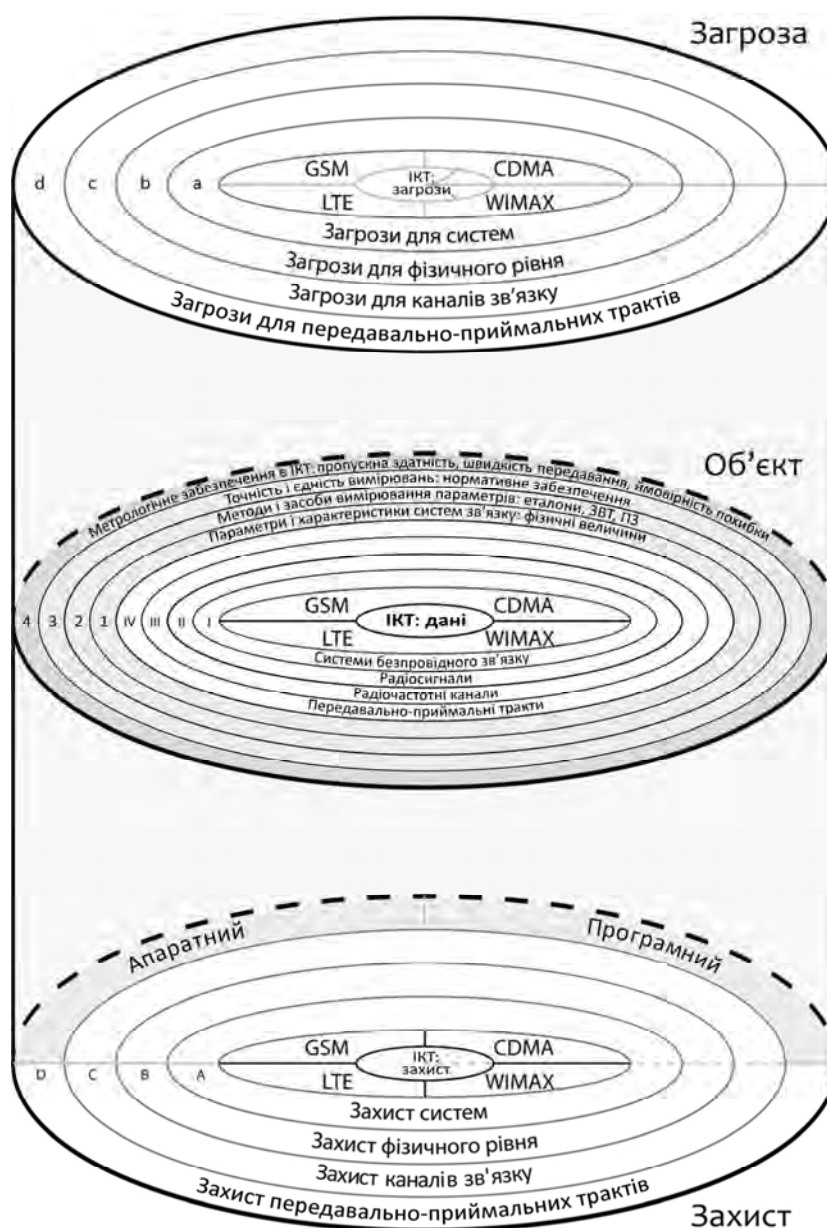 Загроза
GSM
CDMA
ІКТ:
загрози
d c b a
LTE
WIMAX
Загрози для систем
Загрози для фізичного рівня
Загрози для каналів зв'язку
Загрози для передавально-приймальних трактів
Об'єкт
Метрологічне забезпечення в ІКТ: пропускна здатність, швидкість передавання, ймовірність похибки
Точність і єдність вимірювань: нормативне забезпечення
Методи і засоби вимірювання параметрів: еталони, ЗВТ, ПЗ
Параметри і характеристики систем зв'язку: фізичні величини
GSM
CDMA
4 3 2 1 IV III II I
ІКТ: дані
LTE
WIMAX
Системи безпровідного зв'язку
Радіосигнали
Радіочастотні канали
Передавально-приймальні тракти
Апаратний
Програмний
GSM
CDMA
ІКТ:
захист
D C B A
LTE
WIMAX
Захист систем
Захист фізичного рівня
Захист каналів зв'язку
Захист передавально-приймальних трактів
Захист